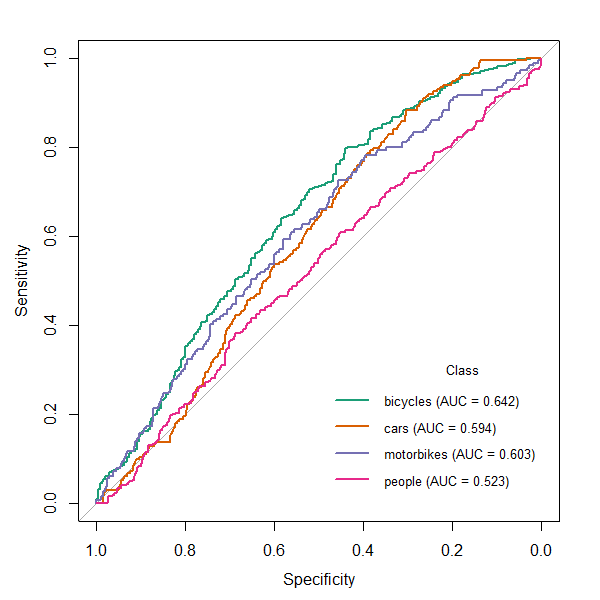 1.0
0.8
0.6
0.4
0.2
0.0
Sensitivity
Class
bicycles (AUC = 0.642)
cars (AUC = 0.594)
motorbikes (AUC = 0.603)
people (AUC = 0.523)
1.0 0.8 0.6 0.4 0.2 0.0
Specificity